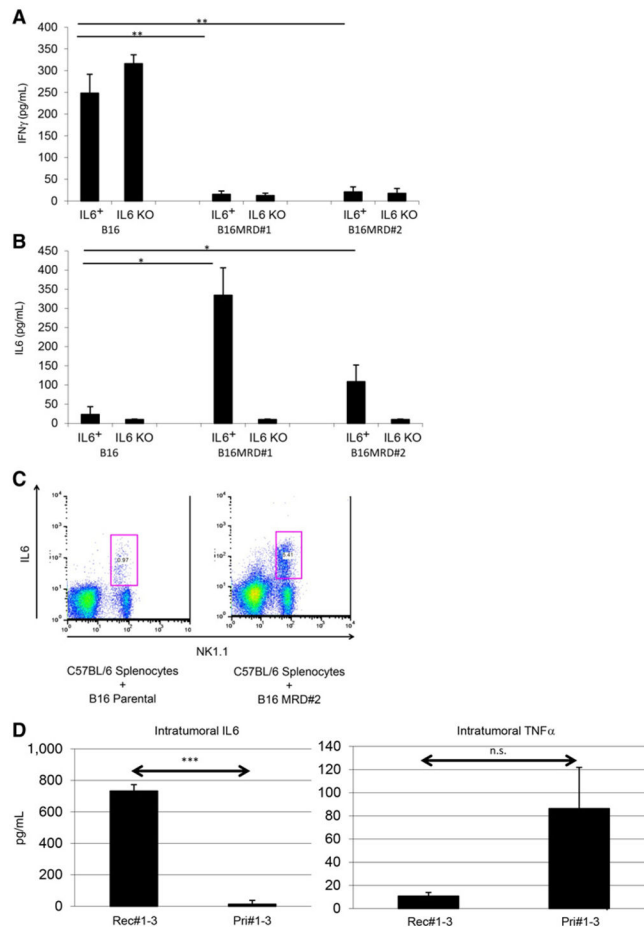 A
**
**
IFNγ (pg/mL)
400
350
300
250
200
150
100
50
0
IL6+ IL6 KO IL6+ IL6 KO IL6+ IL6 KO
B16 B16MRD#1 B16MRD#2
B
*
*
IL6 (pg/mL)
450
400
350
300
250
200
150
100
50
0
IL6+ IL6 KO IL6+ IL6 KO IL6+ IL6 KO
B16 B16MRD#1 B16MRD#2
C
IL6
NK1.1
C57BL/6 Splenocytes
+
B16 Parental
C57BL/6 Splenocytes
+
B16 MRD#2
D
Intratumoral IL6
***
pg/mL
1,000
800
600
400
200
0
Rec#1-3 Pri#1-3
Intratumoral TNFα
n.s.
140
120
100
80
60
40
20
0
Rec#1-3 Pri#1-3